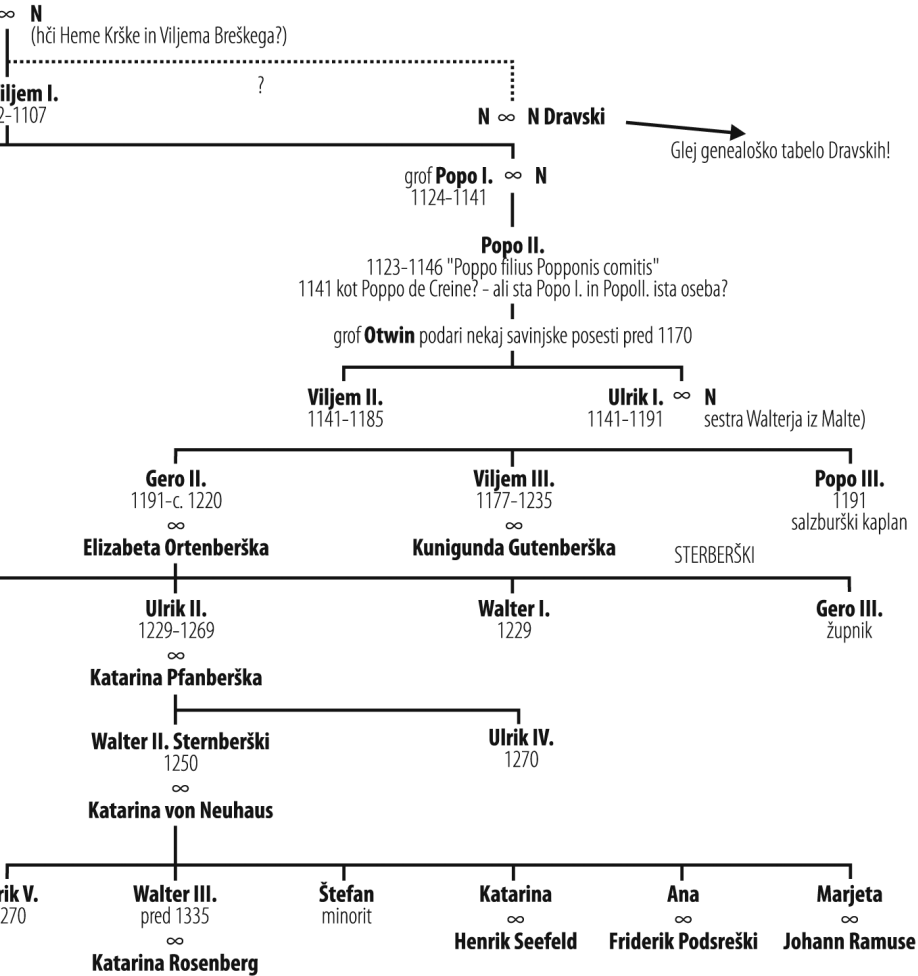 ∞ N
(hči Heme Krške in Viljema Breškega?)
?
iljem I.
2-1107
N ∞ N Dravski
Glej genealoško tabelo Dravskih!
grof Popo I. ∞ N
1124-1141
Popo II.
1123-1146 "Poppo filius Popponis comitis"
1141 kot Poppo de Creine? - ali sta Popo I. in PopoII. ista oseba?
grof Otwin podari nekaj savinjske posesti pred 1170
Viljem II.
1141-1185
Ulrik I. ∞ N
1141-1191
sestra Walterja iz Malte)
Gero II.
1191-c. 1220
∞
Elizabeta Ortenberška
Viljem III.
1177-1235
∞
Kunigunda Gutenberška
Popo III.
1191
salzburški kaplan
STERBERŠKI
Ulrik II.
1229-1269
∞
Katarina Pfanberška
Walter I.
1229
Gero III.
župnik
Walter II. Sternberški
1250
∞
Katarina von Neuhaus
Ulrik IV.
1270
rik V.
270
Walter III.
pred 1335
∞
Katarina Rosenberg
Štefan
minorit
Katarina
∞
Henrik Seefeld
Ana
∞
Friderik Podsreški
Marjeta
∞
Johann Ramuse